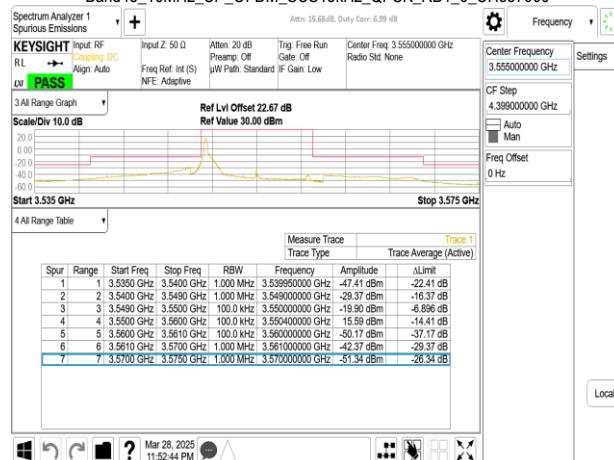 Spectrum Analyzer 1
Spurious Emissions
Attn: 15.68dB, Duty Corr: 6.99 dB
Frequency
KEYSIGHT
Input: RF
Coupling: DC
Align: Auto
Input Z: 50 Ω
Freq Ref: Int (S)
NFE: Adaptive
Atten: 20 dB
Preamp: Off
µW Path: Standard
Trig: Free Run
Gate: Off
IF Gain: Low
Center Freq: 3.555000000 GHz
Radio Std: None
RL
LXI
PASS
Center Frequency
3.555000000 GHz
Settings
CF Step
4.399000000 GHz
Auto
Man
Freq Offset
0 Hz
3 All Range Graph
Scale/Div 10.0 dB
Ref Lvl Offset 22.67 dB
Ref Value 30.00 dBm
20.0
0.00
-20.0
-40.0
-60.0
Start 3.535 GHz
Stop 3.575 GHz
4 All Range Table
Measure Trace Trace 1
Trace Type Trace Average (Active)
Spur Range Start Freq Stop Freq RBW Frequency Amplitude ΔLimit
1 1 3.5350 GHz 3.5400 GHz 1.000 MHz 3.539950000 GHz -47.41 dBm -22.41 dB
2 2 3.5400 GHz 3.5490 GHz 1.000 MHz 3.549000000 GHz -29.37 dBm -16.37 dB
3 3 3.5490 GHz 3.5500 GHz 100.0 kHz 3.550000000 GHz -19.90 dBm -6.896 dB
4 4 3.5500 GHz 3.5600 GHz 100.0 kHz 3.550400000 GHz 15.59 dBm -14.41 dB
5 5 3.5600 GHz 3.5610 GHz 100.0 kHz 3.560000000 GHz -50.17 dBm -37.17 dB
6 6 3.5610 GHz 3.5700 GHz 1.000 MHz 3.561000000 GHz -42.37 dBm -29.37 dB
7 7 3.5700 GHz 3.5750 GHz 1.000 MHz 3.570000000 GHz -51.34 dBm -26.34 dB
Local
Mar 28, 2025
11:52:44 PM